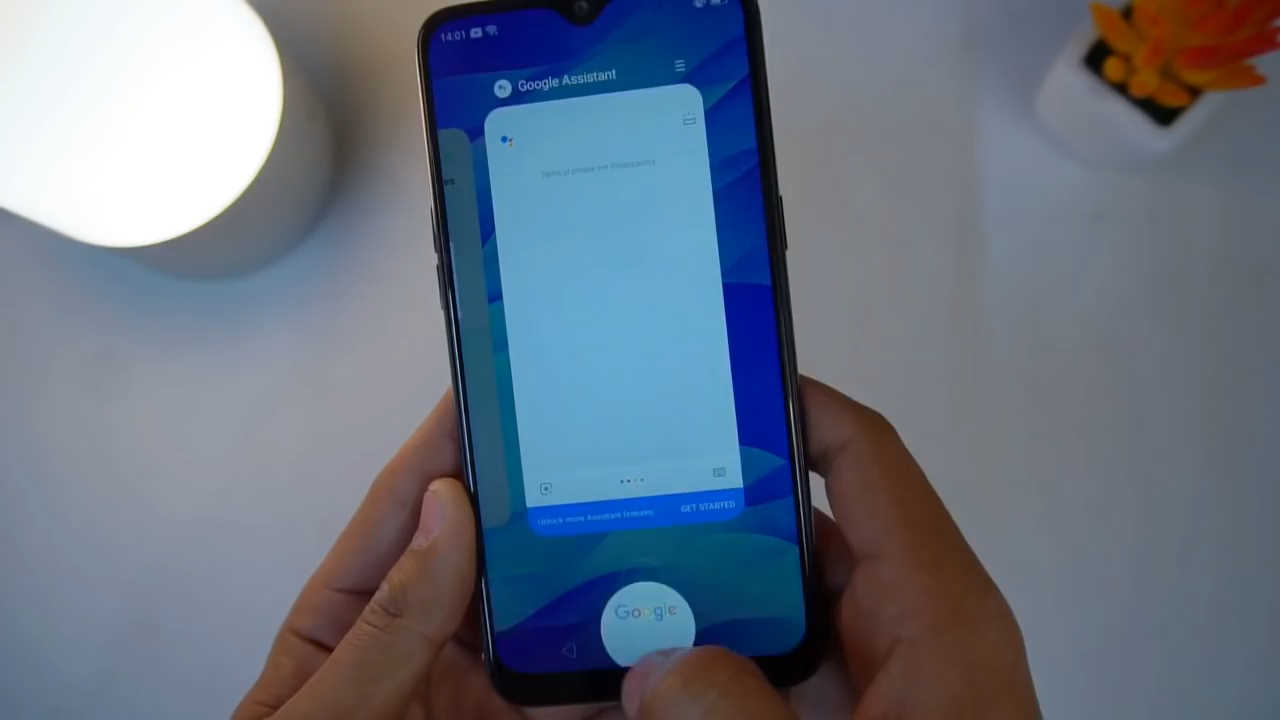 14:01
Google Assistant
Terms of service and Privacy policy
Unlock more Assistant features
GET STARTED
Google